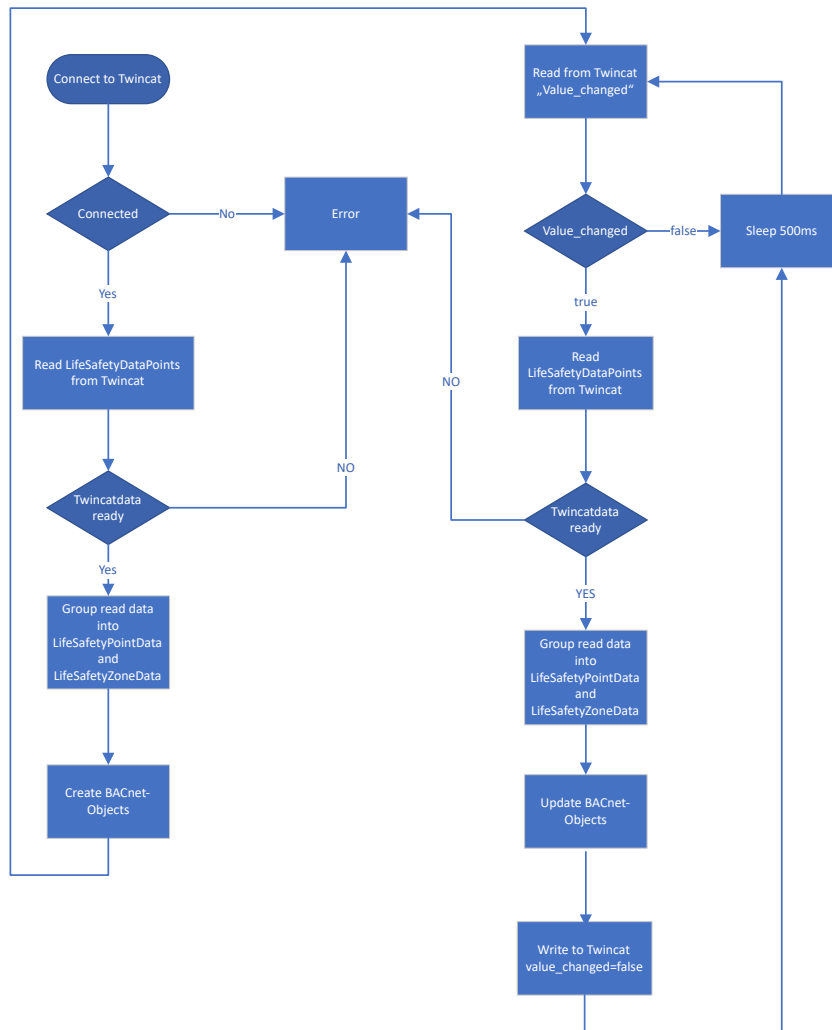 Connect to Twincat
Connected
No
Error
Yes
Read LifeSafetyDataPoints
from Twincat
Twincatdata
ready
NO
Yes
Group read data
into
LifeSafetyPointData
and
LifeSafetyZoneData
Create BACnet-
Objects
Read from Twincat
„Value_changed“
Value_changed
false
Sleep 500ms
true
Read
LifeSafetyDataPoints
from Twincat
NO
Twincatdata
ready
YES
Group read data
into
LifeSafetyPointData
and
LifeSafetyZoneData
Update BACnet-
Objects
Write to Twincat
value_changed=false